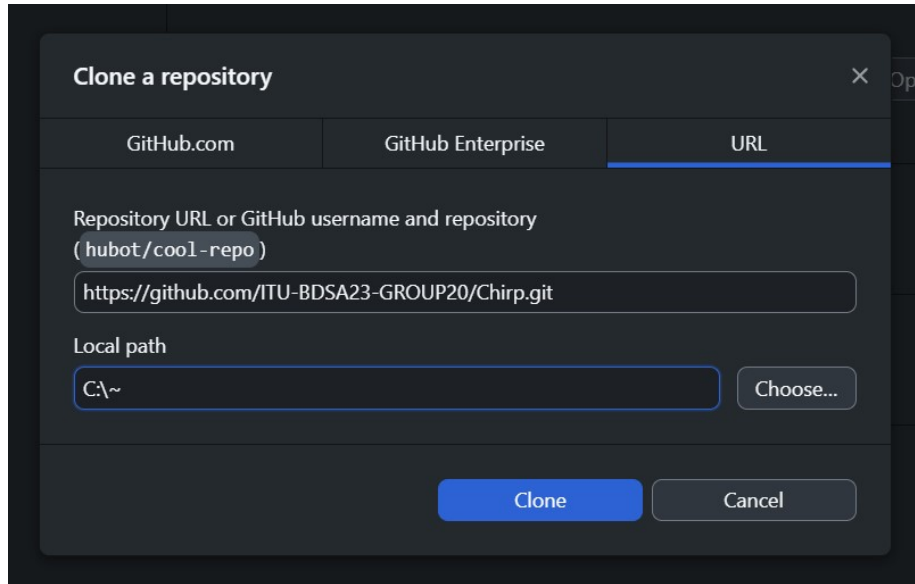 Clone a repository
Op
GitHub.com
GitHub Enterprise
URL
Repository URL or GitHub username and repository
(hubot/cool-repo)
https://github.com/ITU-BDSA23-GROUP20/Chirp.git
Local path
C:\~
Choose...
Clone
Cancel